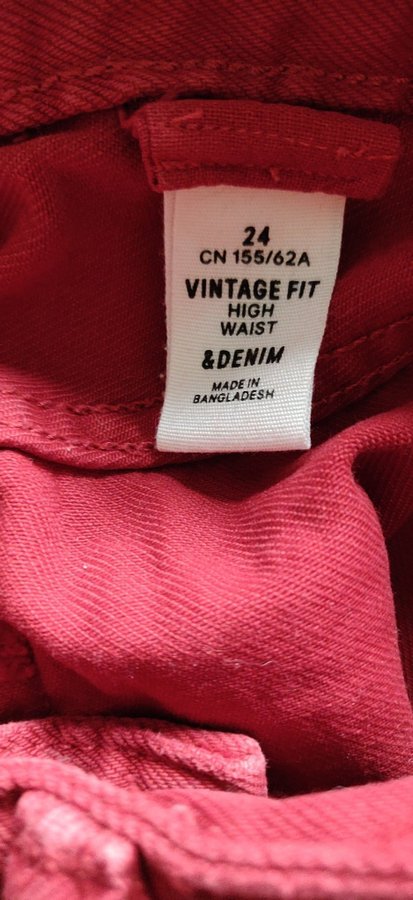 24
CN 155/62A
VINTAGE FIT
HIGH
WAIST
&DENIM
MADE IN
BANGLADESH